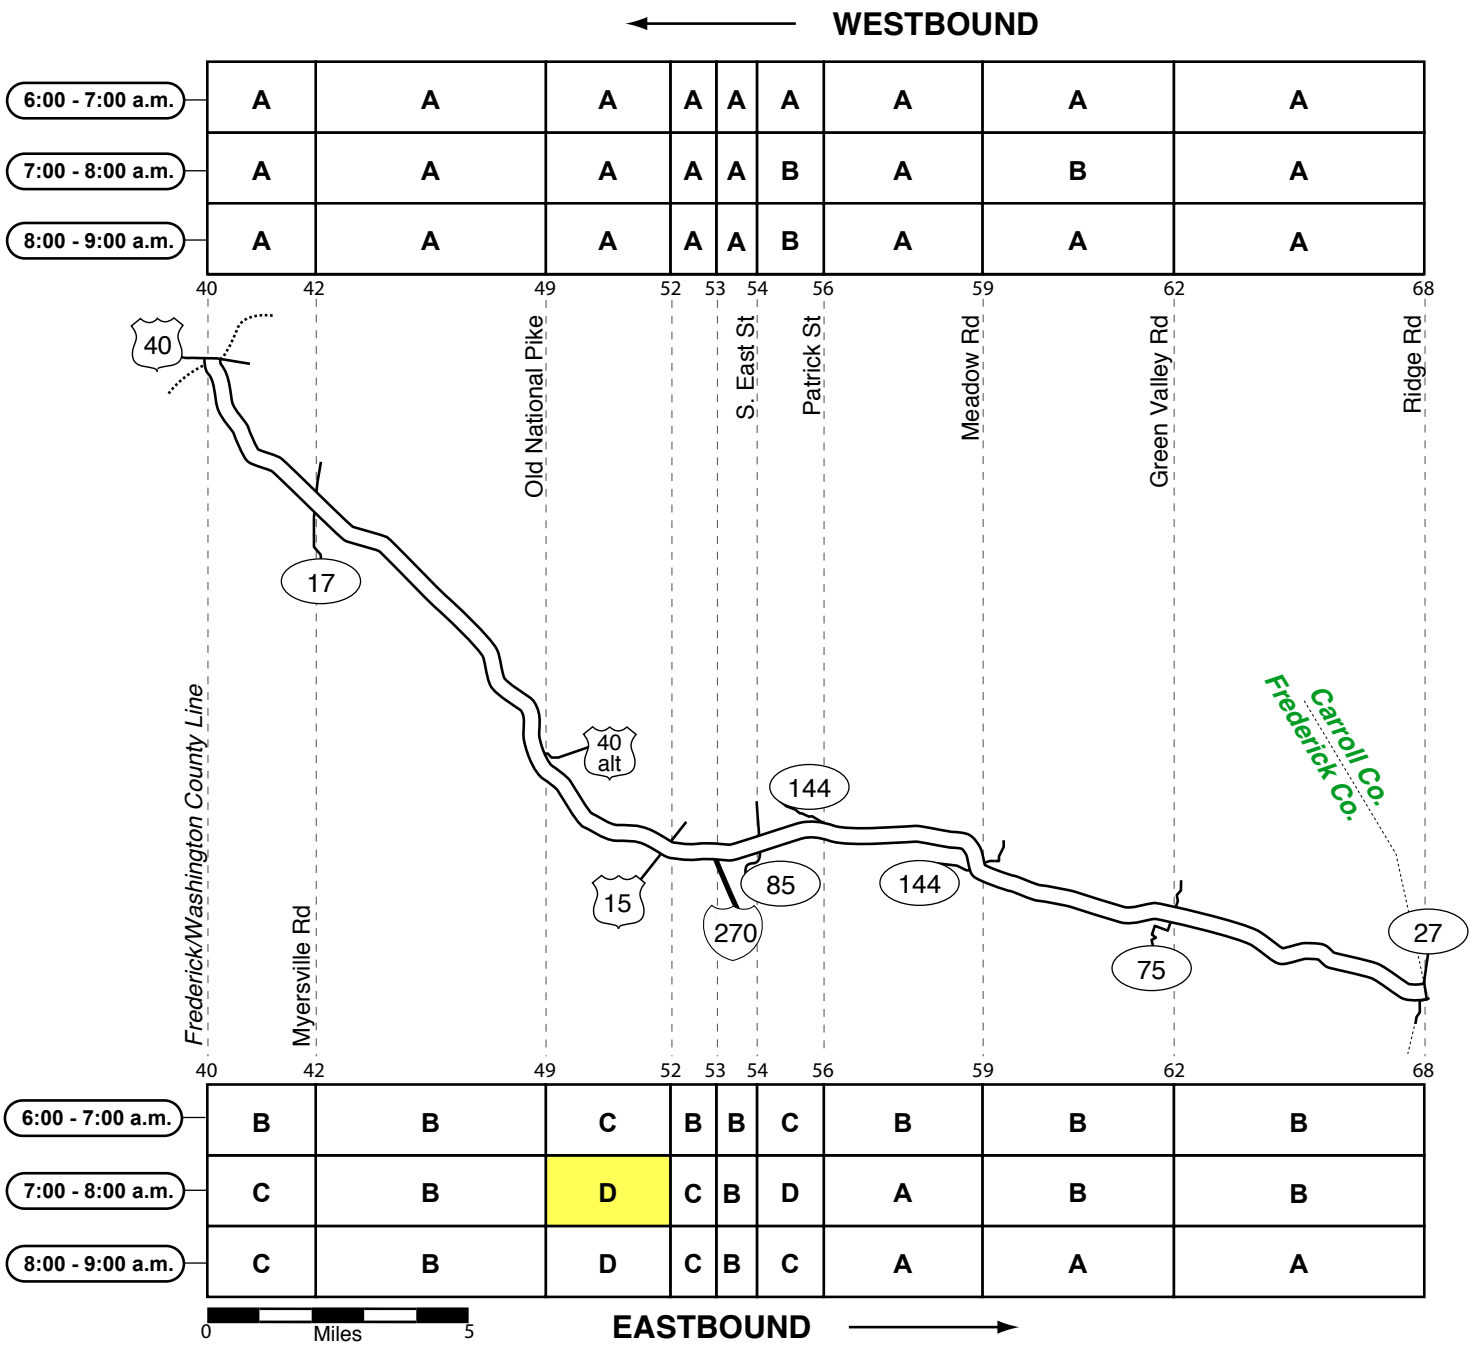 WESTBOUND
6:00 - 7:00 a.m. A A A A A A A A A
7:00 - 8:00 a.m. A A A A A B A B A
8:00 - 9:00 a.m. A A A A A B A A A
40 42 49 52 53 54 56 59 62 68
Frederick/Washington County Line
Myersville Rd
Old National Pike
S. East St
Patrick St
Meadow Rd
Green Valley Rd
Ridge Rd
40
17
40
alt
15
270
144
85
144
75
Carroll Co.
Frederick Co.
27
40 42 49 52 53 54 56 59 62 68
6:00 - 7:00 a.m. B B C B B C B B B
7:00 - 8:00 a.m. C B D C B D A B B
8:00 - 9:00 a.m. C B D C B C A A A
0 Miles 5
EASTBOUND